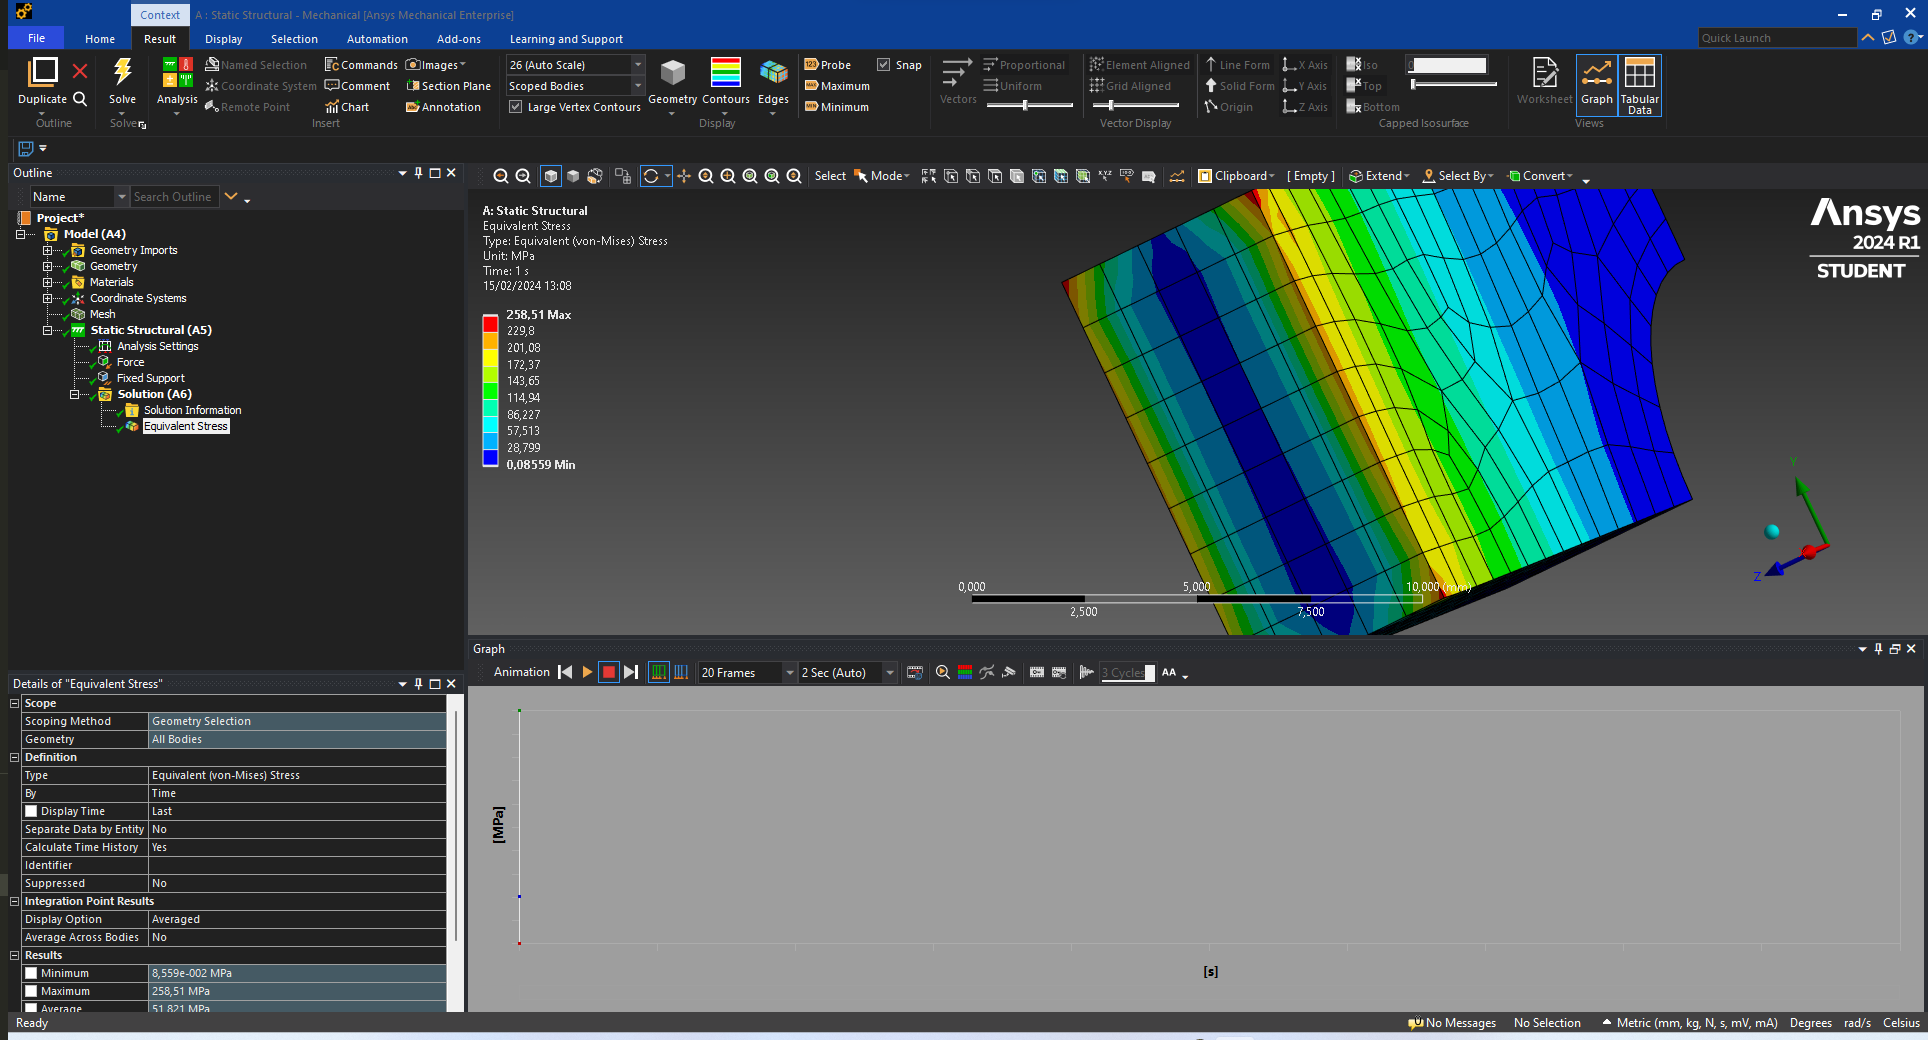 Context
A : Static Structural - Mechanical [Ansys Mechanical Enterprise]
File Home Result Display Selection Automation Add-ons Learning and Support
Quick Launch
Duplicate
Outline
Solve
Solve
Analysis
Named Selection
Coordinate System
Remote Point
Commands
Comment
Chart
Images
Section Plane
Annotation
Insert
26 (Auto Scale)
Scoped Bodies
Large Vertex Contours
Geometry
Contours
Edges
Display
Probe
Maximum
Minimum
Snap
Vectors
Proportional
Uniform
Element Aligned
Grid Aligned
Line Form
Solid Form
Origin
X Axis
Y Axis
Z Axis
Vector Display
Iso
Top
Bottom
0
Capped Isosurface
Worksheet
Graph
Tabular
Data
Views
Outline
Name
Search Outline
Project*
Model (A4)
Geometry Imports
Geometry
Materials
Coordinate Systems
Mesh
Static Structural (A5)
Analysis Settings
Force
Fixed Support
Solution (A6)
Solution Information
Equivalent Stress
Select Mode Clipboard [ Empty ] Extend Select By Convert
A: Static Structural
Equivalent Stress
Type: Equivalent (von-Mises) Stress
Unit: MPa
Time: 1 s
15/02/2024 13:08
258,51 Max
229,8
201,08
172,37
143,65
114,94
86,227
57,513
28,799
0,08559 Min
Ansys
2024 R1
STUDENT
Y
Z
0,000 5,000 10,000 (mm)
2,500 7,500
Details of "Equivalent Stress"
Scope
Scoping Method Geometry Selection
Geometry All Bodies
Definition
Type Equivalent (von-Mises) Stress
By Time
Display Time Last
Separate Data by Entity No
Calculate Time History Yes
Identifier
Suppressed No
Integration Point Results
Display Option Averaged
Average Across Bodies No
Results
Minimum 8,559e-002 MPa
Maximum 258,51 MPa
Average 51,821 MPa
Graph
Animation 20 Frames 2 Sec (Auto) 3 Cycles AA
[MPa]
[s]
Ready
No Messages No Selection Metric (mm, kg, N, s, mV, mA) Degrees rad/s Celsius